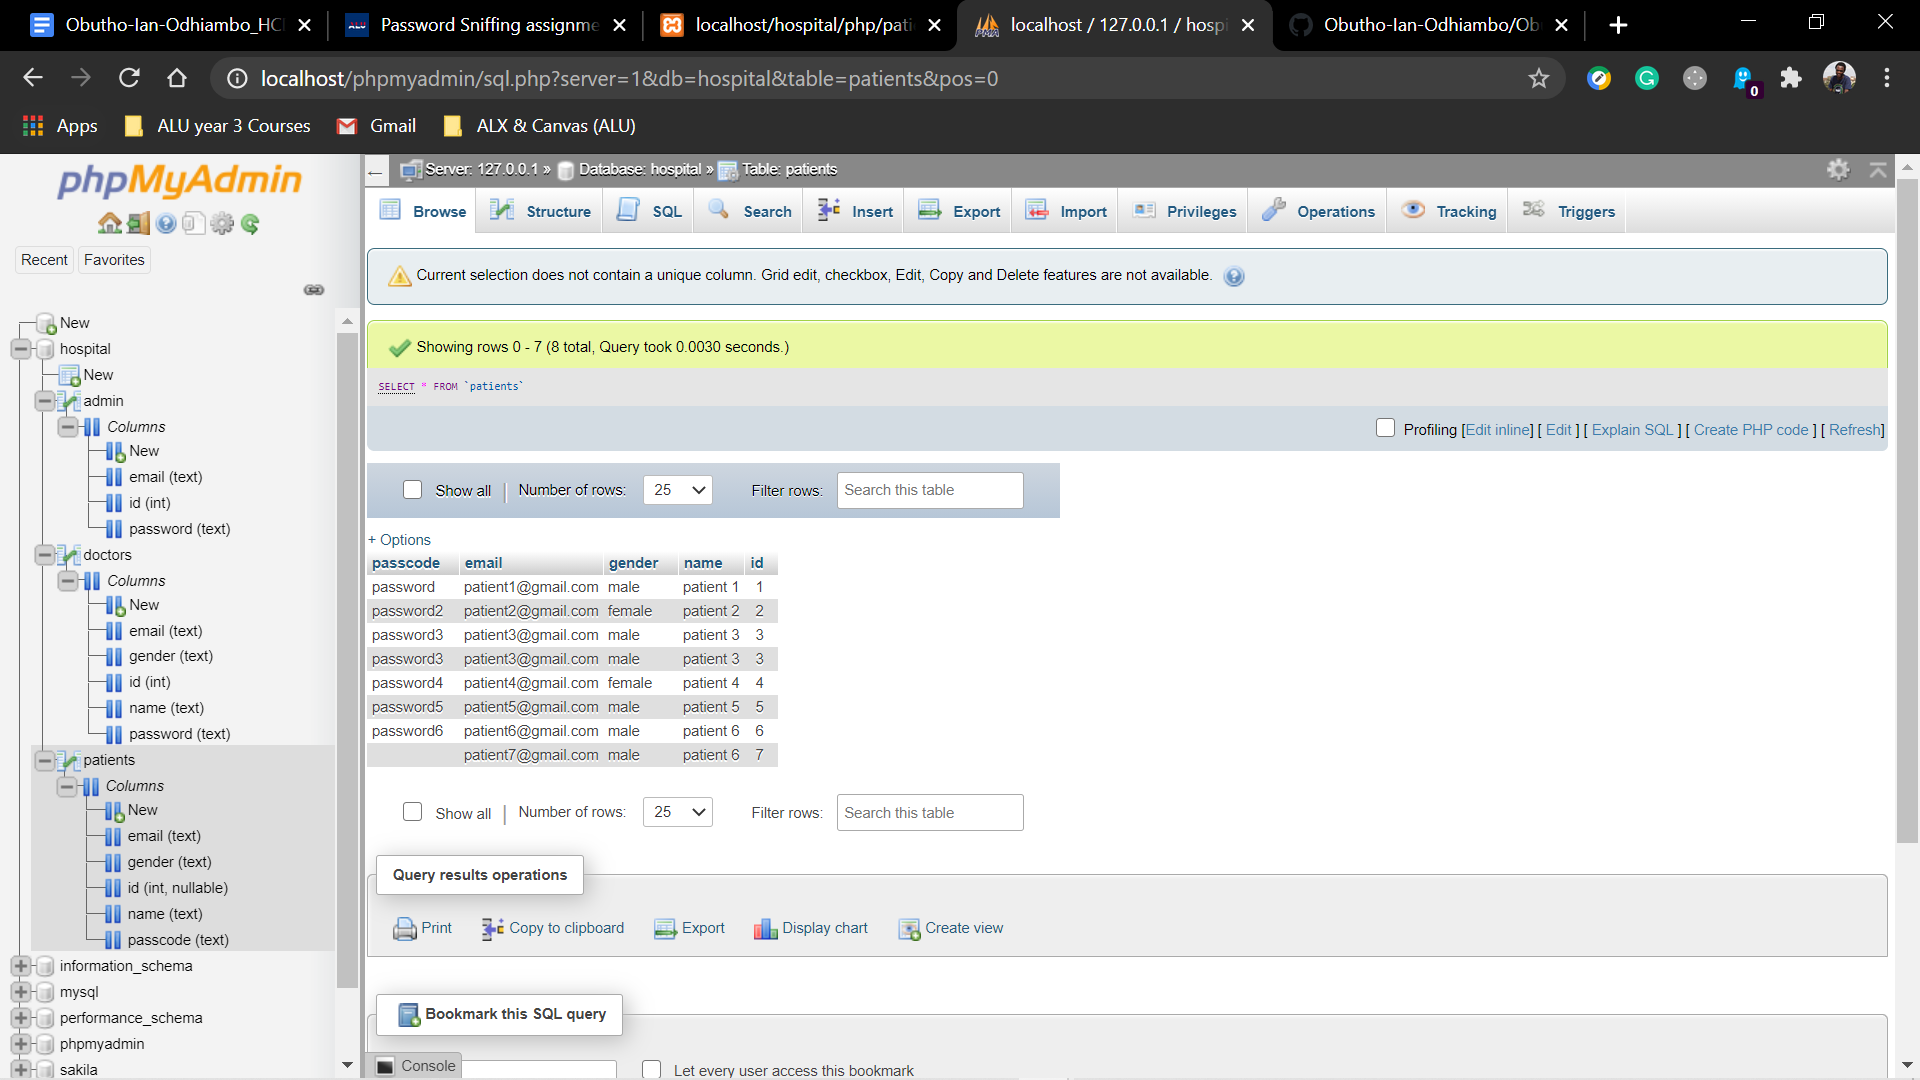 Obutho-Ian-Odhiambo_HC
Password Sniffing assignme
localhost/hospital/php/pati
localhost / 127.0.0.1 / hosp
Obutho-Ian-Odhiambo/Ob
localhost/phpmyadmin/sql.php?server=1&db=hospital&table=patients&pos=0
0
Apps
ALU year 3 Courses
Gmail
ALX & Canvas (ALU)
phpMyAdmin
Recent Favorites
New
hospital
New
admin
Columns
New
email (text)
id (int)
password (text)
doctors
Columns
New
email (text)
gender (text)
id (int)
name (text)
password (text)
patients
Columns
New
email (text)
gender (text)
id (int, nullable)
name (text)
passcode (text)
information_schema
mysql
performance_schema
phpmyadmin
sakila
Server: 127.0.0.1 » Database: hospital » Table: patients
Browse Structure SQL Search Insert Export Import Privileges Operations Tracking Triggers
Current selection does not contain a unique column. Grid edit, checkbox, Edit, Copy and Delete features are not available.
Showing rows 0 - 7 (8 total, Query took 0.0030 seconds.)
SELECT * FROM `patients`
Profiling [Edit inline] [ Edit ] [ Explain SQL ] [ Create PHP code ] [ Refresh]
Show all | Number of rows: 25 Filter rows: Search this table
+ Options
passcode email gender name id
password patient1@gmail.com male patient 1 1
password2 patient2@gmail.com female patient 2 2
password3 patient3@gmail.com male patient 3 3
password3 patient3@gmail.com male patient 3 3
password4 patient4@gmail.com female patient 4 4
password5 patient5@gmail.com male patient 5 5
password6 patient6@gmail.com male patient 6 6
patient7@gmail.com male patient 6 7
Show all | Number of rows: 25 Filter rows: Search this table
Query results operations
Print Copy to clipboard Export Display chart Create view
Bookmark this SQL query
Console
Let every user access this bookmark